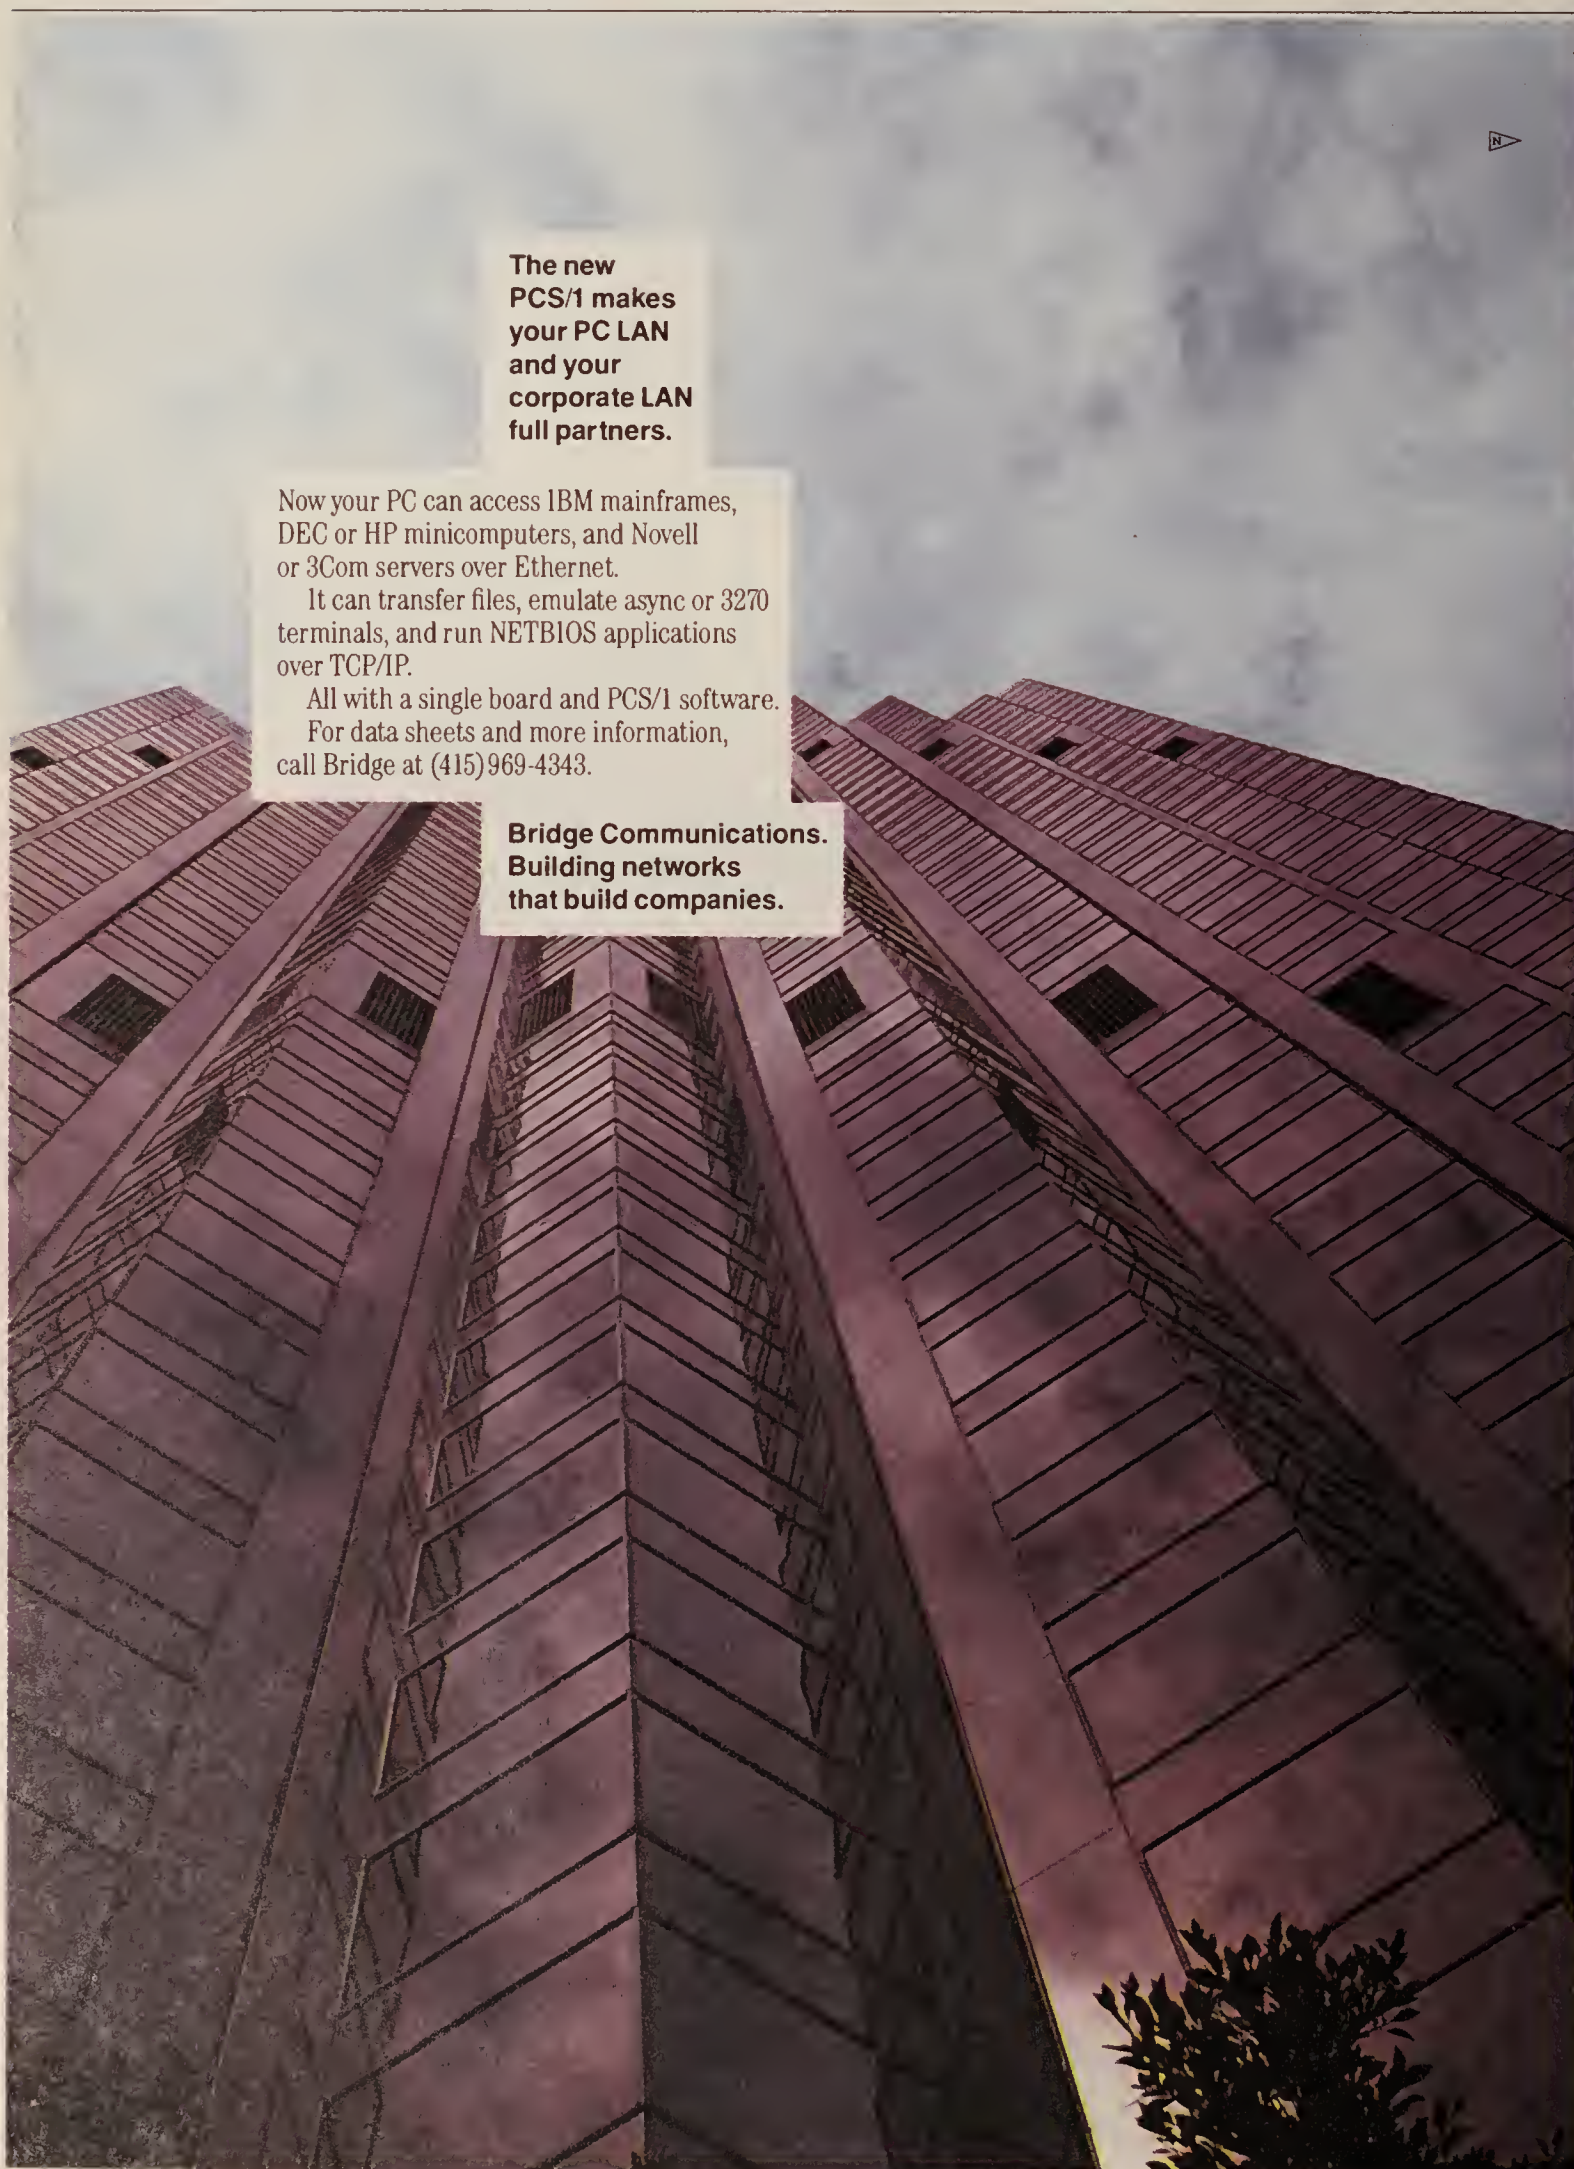 N
The new
PCS/1 makes
your PC LAN
and your
corporate LAN
full partners.
Now your PC can access IBM mainframes,
DEC or HP minicomputers, and Novell
or 3Com servers over Ethernet.
It can transfer files, emulate async or 3270
terminals, and run NETBIOS applications
over TCP/IP.
All with a single board and PCS/1 software.
For data sheets and more information,
call Bridge at (415) 969-4343.
Bridge Communications.
Building networks
that build companies.